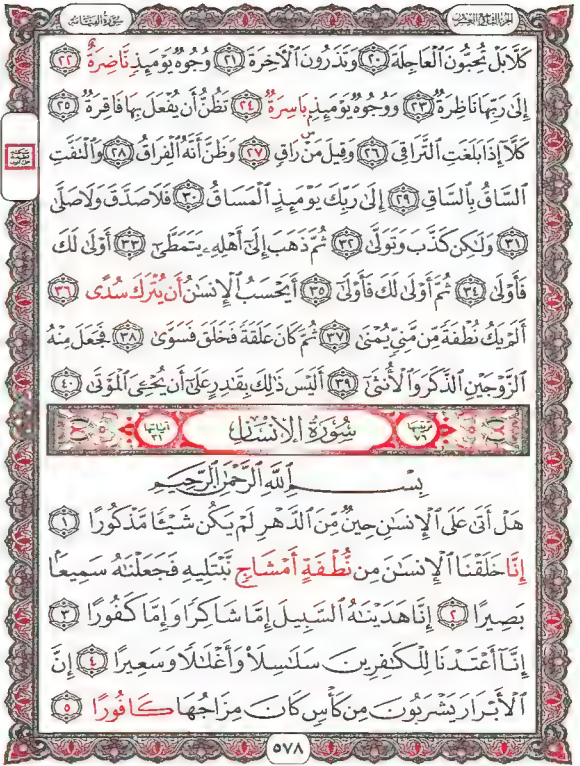 الجزء التاسع والعشرون سورة القيامة
كَلَّا بَلْ تُحِبُّونَ ٱلْعَاجِلَةَ ٢٠ وَتَذَرُونَ ٱلْآخِرَةَ ٢١ وُجُوهٌ يَوْمَئِذٍ نَّاضِرَةٌ ٢٢
إِلَىٰ رَبِّهَا نَاظِرَةٌ ٢٣ وَوُجُوهٌ يَوْمَئِذٍۭ بَاسِرَةٌ ٢٤ تَظُنُّ أَن يُفْعَلَ بِهَا فَاقِرَةٌ ٢٥
كَلَّآ إِذَا بَلَغَتِ ٱلتَّرَاقِيَ ٢٦ وَقِيلَ مَنْ ۜ رَاقٍ ٢٧ وَظَنَّ أَنَّهُ ٱلْفِرَاقُ ٢٨ وَٱلْتَفَّتِ
ٱلسَّاقُ بِٱلسَّاقِ ٢٩ إِلَىٰ رَبِّكَ يَوْمَئِذٍ ٱلْمَسَاقُ ٣٠ فَلَا صَدَّقَ وَلَا صَلَّىٰ
٣١ وَلَـٰكِن كَذَّبَ وَتَوَلَّىٰ ٣٢ ثُمَّ ذَهَبَ إِلَىٰٓ أَهْلِهِۦ يَتَمَطَّىٰٓ ٣٣ أَوْلَىٰ لَكَ
فَأَوْلَىٰ ٣٤ ثُمَّ أَوْلَىٰ لَكَ فَأَوْلَىٰٓ ٣٥ أَيَحْسَبُ ٱلْإِنسَـٰنُ أَن يُتْرَكَ سُدًى ٣٦
أَلَمْ يَكُ نُطْفَةً مِّن مَّنِيٍّ يُمْنَىٰ ٣٧ ثُمَّ كَانَ عَلَقَةً فَخَلَقَ فَسَوَّىٰ ٣٨ فَجَعَلَ مِنْهُ
ٱلزَّوْجَيْنِ ٱلذَّكَرَ وَٱلْأُنثَىٰٓ ٣٩ أَلَيْسَ ذَٰلِكَ بِقَـٰدِرٍ عَلَىٰٓ أَن يُحْـِۧىَ ٱلْمَوْتَىٰ ٤٠
ترتيبها ٧٦ سُورَةُ الإِنسَانِ آياتها ٣١
بِسْمِ ٱللَّهِ ٱلرَّحْمَـٰنِ ٱلرَّحِيمِ
هَلْ أَتَىٰ عَلَى ٱلْإِنسَـٰنِ حِينٌ مِّنَ ٱلدَّهْرِ لَمْ يَكُن شَيْـًٔا مَّذْكُورًا ١
إِنَّا خَلَقْنَا ٱلْإِنسَـٰنَ مِن نُّطْفَةٍ أَمْشَاجٍ نَّبْتَلِيهِ فَجَعَلْنَـٰهُ سَمِيعًۢا
بَصِيرًا ٢ إِنَّا هَدَيْنَـٰهُ ٱلسَّبِيلَ إِمَّا شَاكِرًا وَإِمَّا كَفُورًا ٣
إِنَّآ أَعْتَدْنَا لِلْكَـٰفِرِينَ سَلَـٰسِلَا۟ وَأَغْلَـٰلًا وَسَعِيرًا ٤ إِنَّ
ٱلْأَبْرَارَ يَشْرَبُونَ مِن كَأْسٍ كَانَ مِزَاجُهَا كَافُورًا ٥
٥٧٨